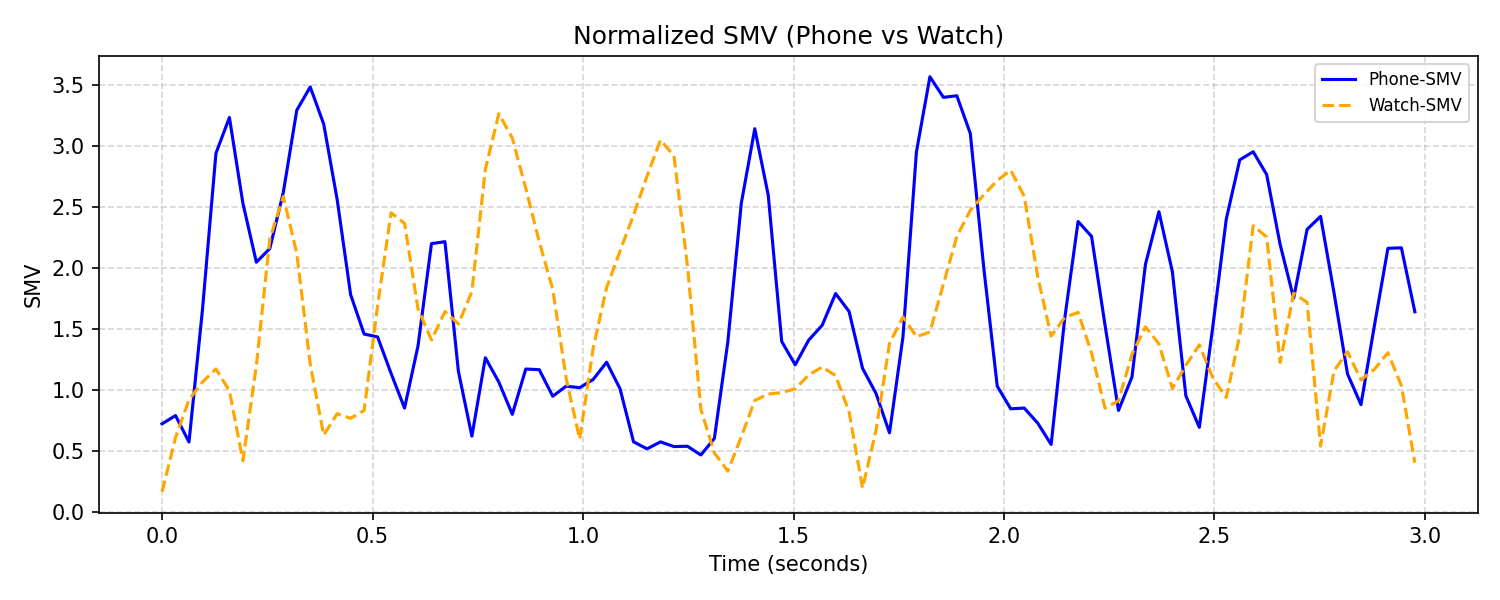 Normalized SMV (Phone vs Watch)
Phone-SMV
Watch-SMV
SMV
3.5
3.0
2.5
2.0
1.5
1.0
0.5
0.0
0.0 0.5 1.0 1.5 2.0 2.5 3.0
Time (seconds)